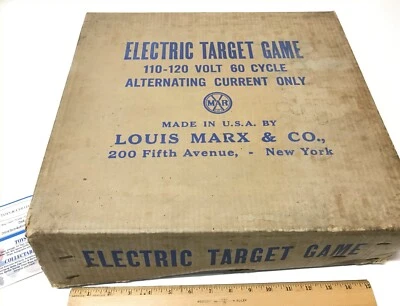 ELECTRIC TARGET GAME
110-120 VOLT 60 CYCLE
ALTERNATING CURRENT ONLY
MAR
MADE IN U.S.A. BY
LOUIS MARX & CO.,
200 Fifth Avenue, - New York
ELECTRIC TARGET GAME